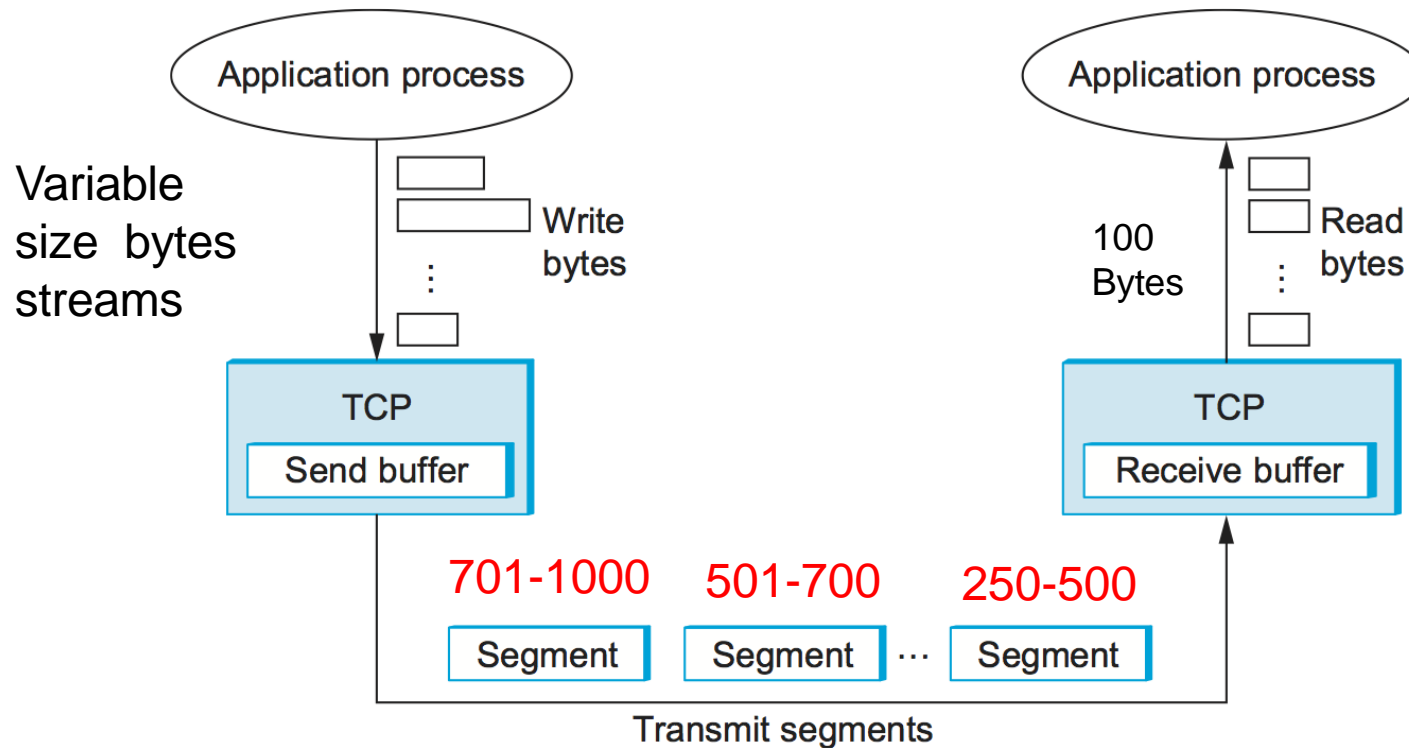 Application process
Application process
Variable
size bytes
streams
Write
bytes
⋮
100
Bytes
Read
bytes
⋮
TCP
Send buffer
TCP
Receive buffer
701-1000
501-700
250-500
Segment
Segment
...
Segment
Transmit segments